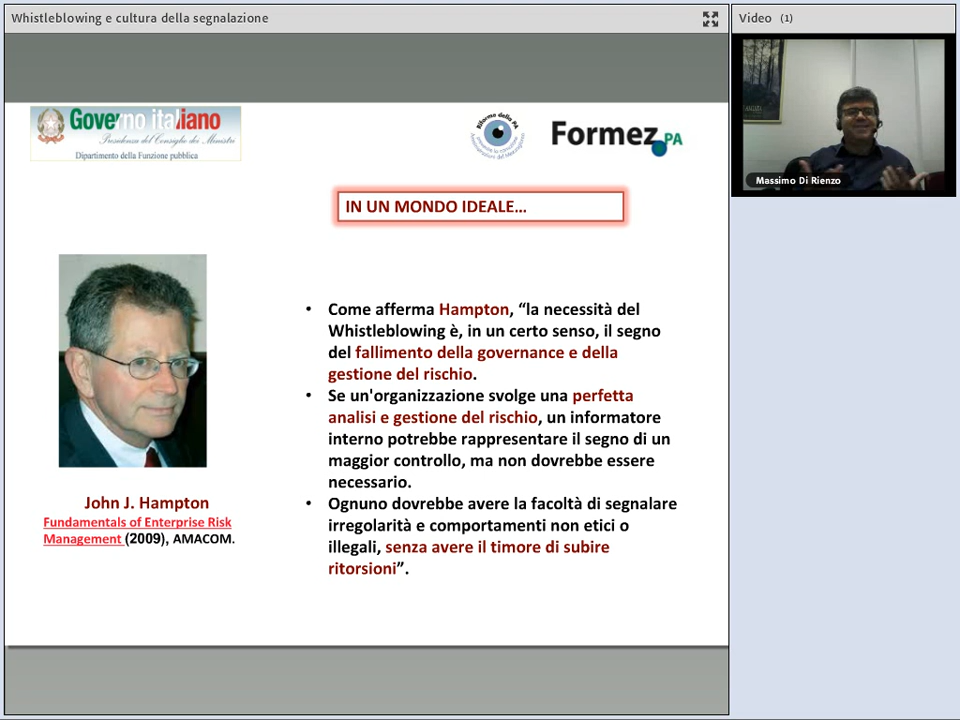 Whistleblowing e cultura della segnalazione
Video (1)
Massimo Di Rienzo
Governo italiano
Presidenza del Consiglio dei Ministri
Dipartimento della Funzione pubblica
Riforma della PA
Formez PA
IN UN MONDO IDEALE...
• Come afferma Hampton, “la necessità del
Whistleblowing è, in un certo senso, il segno
del fallimento della governance e della
gestione del rischio.
• Se un'organizzazione svolge una perfetta
analisi e gestione del rischio, un informatore
interno potrebbe rappresentare il segno di un
maggior controllo, ma non dovrebbe essere
necessario.
• Ognuno dovrebbe avere la facoltà di segnalare
irregolarità e comportamenti non etici o
illegali, senza avere il timore di subire
ritorsioni”.
John J. Hampton
Fundamentals of Enterprise Risk
Management (2009), AMACOM.